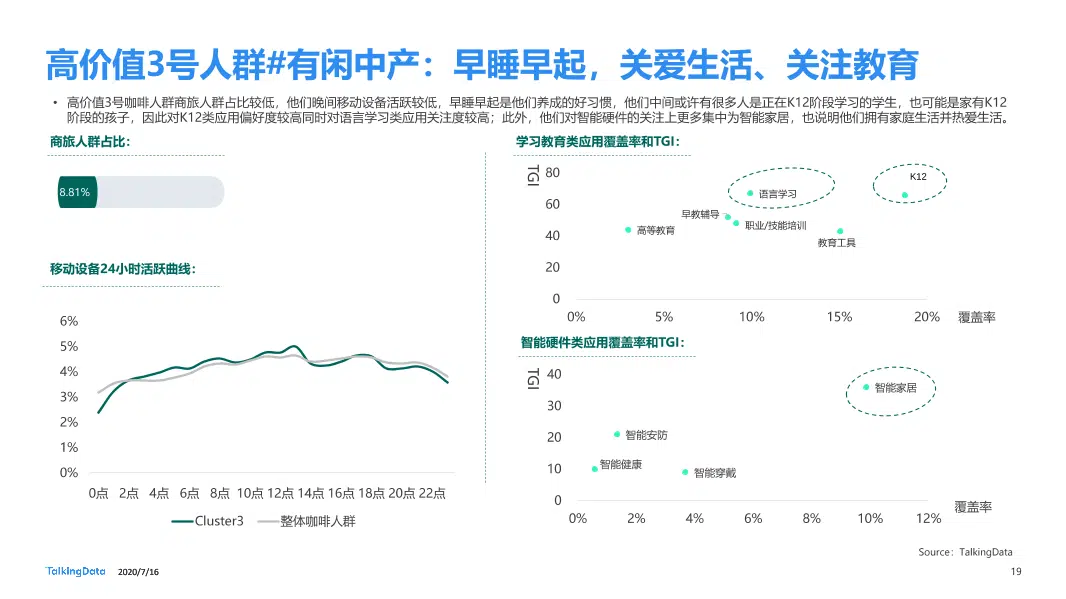 高价值3号人群#有闲中产：早睡早起，关爱生活、关注教育
• 高价值3号咖啡人群商旅人群占比较低，他们晚间移动设备活跃较低，早睡早起是他们养成的好习惯，他们中间或许有很多人是正在K12阶段学习的学生，也可能是家有K12
阶段的孩子，因此对K12类应用偏好度较高同时对语言学习类应用关注度较高；此外，他们对智能硬件的关注上更多集中为智能家居，也说明他们拥有家庭生活并热爱生活。
商旅人群占比：
8.81%
移动设备24小时活跃曲线：
6%
5%
4%
3%
2%
1%
0%
0点 2点 4点 6点 8点 10点 12点 14点 16点 18点 20点 22点
Cluster3 整体咖啡人群
学习教育类应用覆盖率和TGI：
TGI
80
60
40
20
0
K12
语言学习
早教辅导
职业/技能培训
高等教育
教育工具
0% 5% 10% 15% 20% 覆盖率
智能硬件类应用覆盖率和TGI：
TGI
40
30
20
10
0
智能家居
智能安防
智能健康
智能穿戴
0% 2% 4% 6% 8% 10% 12% 覆盖率
Source：TalkingData
TalkingData 2020/7/16 19